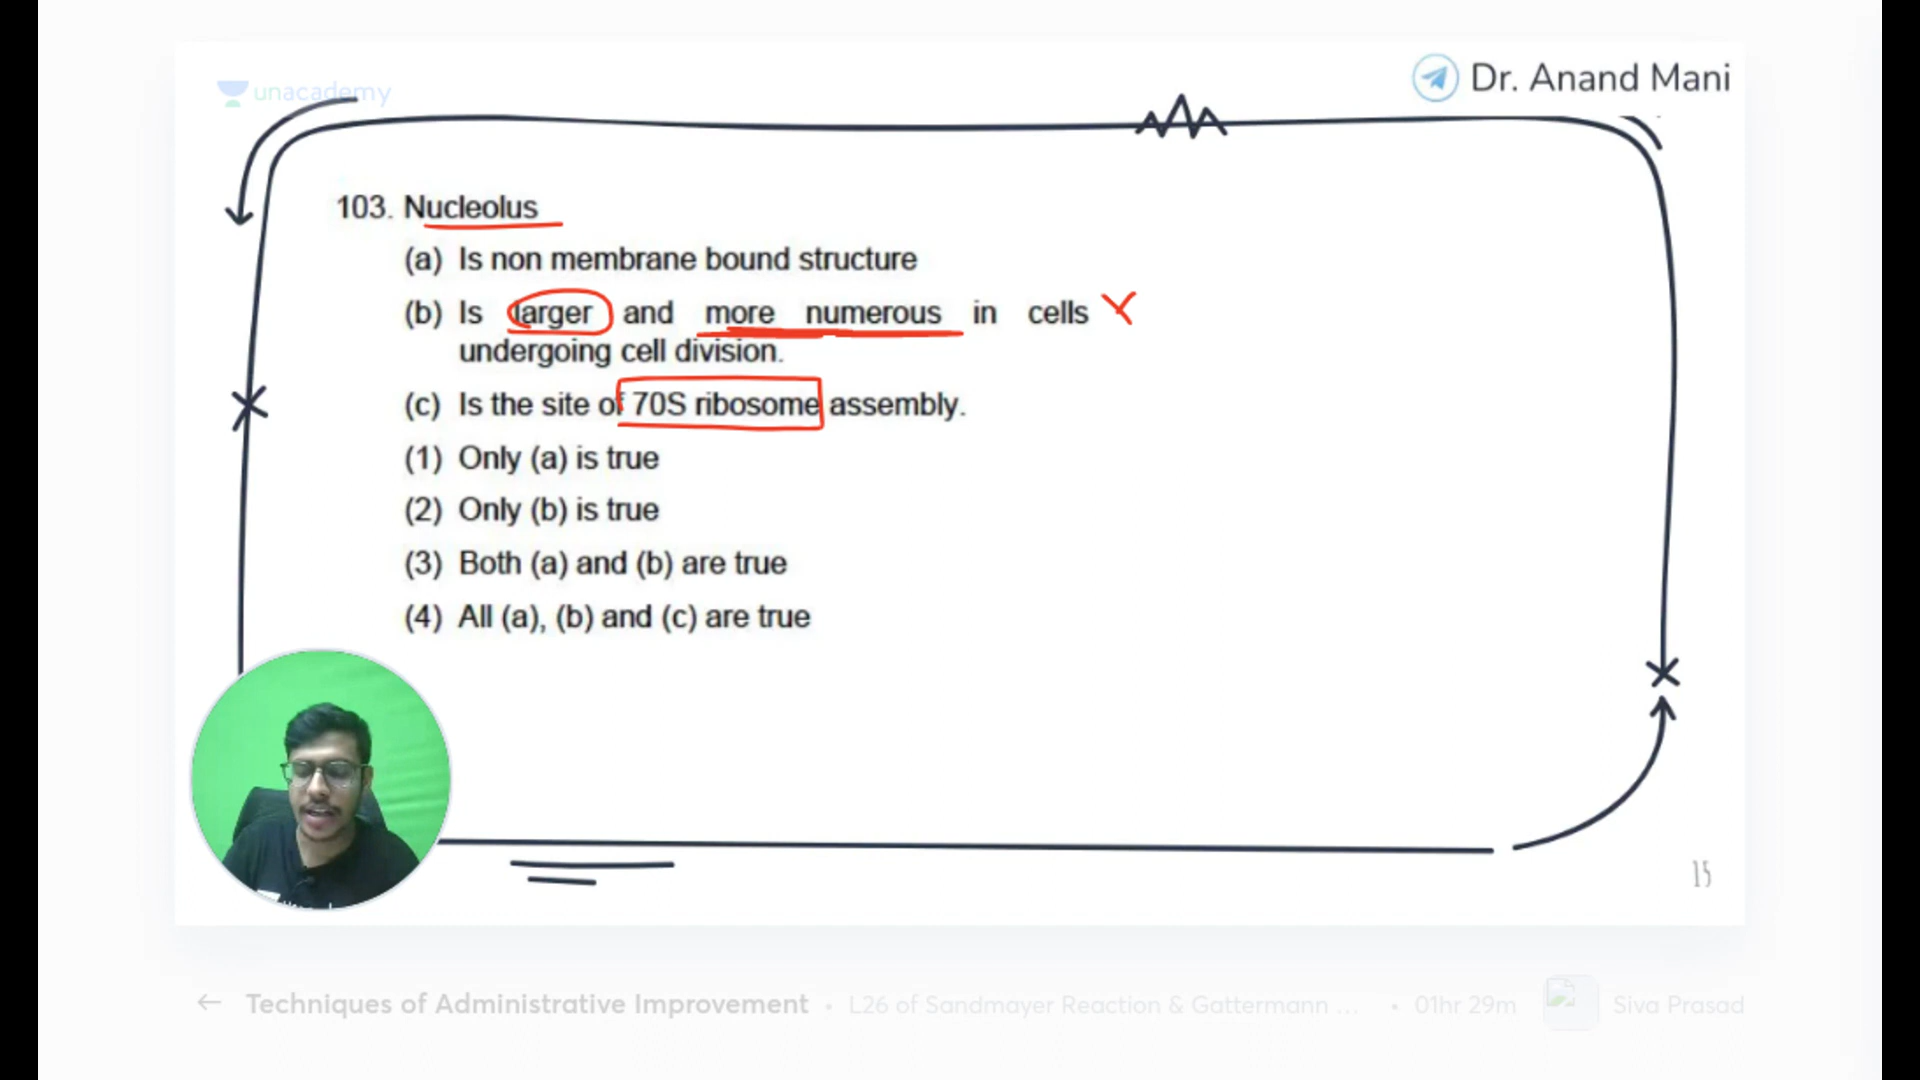 unacademy
Dr. Anand Mani
103. Nucleolus
(a) Is non membrane bound structure
(b) Is larger and more numerous in cells
undergoing cell division.
(c) Is the site of 70S ribosome assembly.
(1) Only (a) is true
(2) Only (b) is true
(3) Both (a) and (b) are true
(4) All (a), (b) and (c) are true
15
Techniques of Administrative Improvement • L26 of Sandmayer Reaction & Gattermann ... • 01hr 29m Siva Prasad